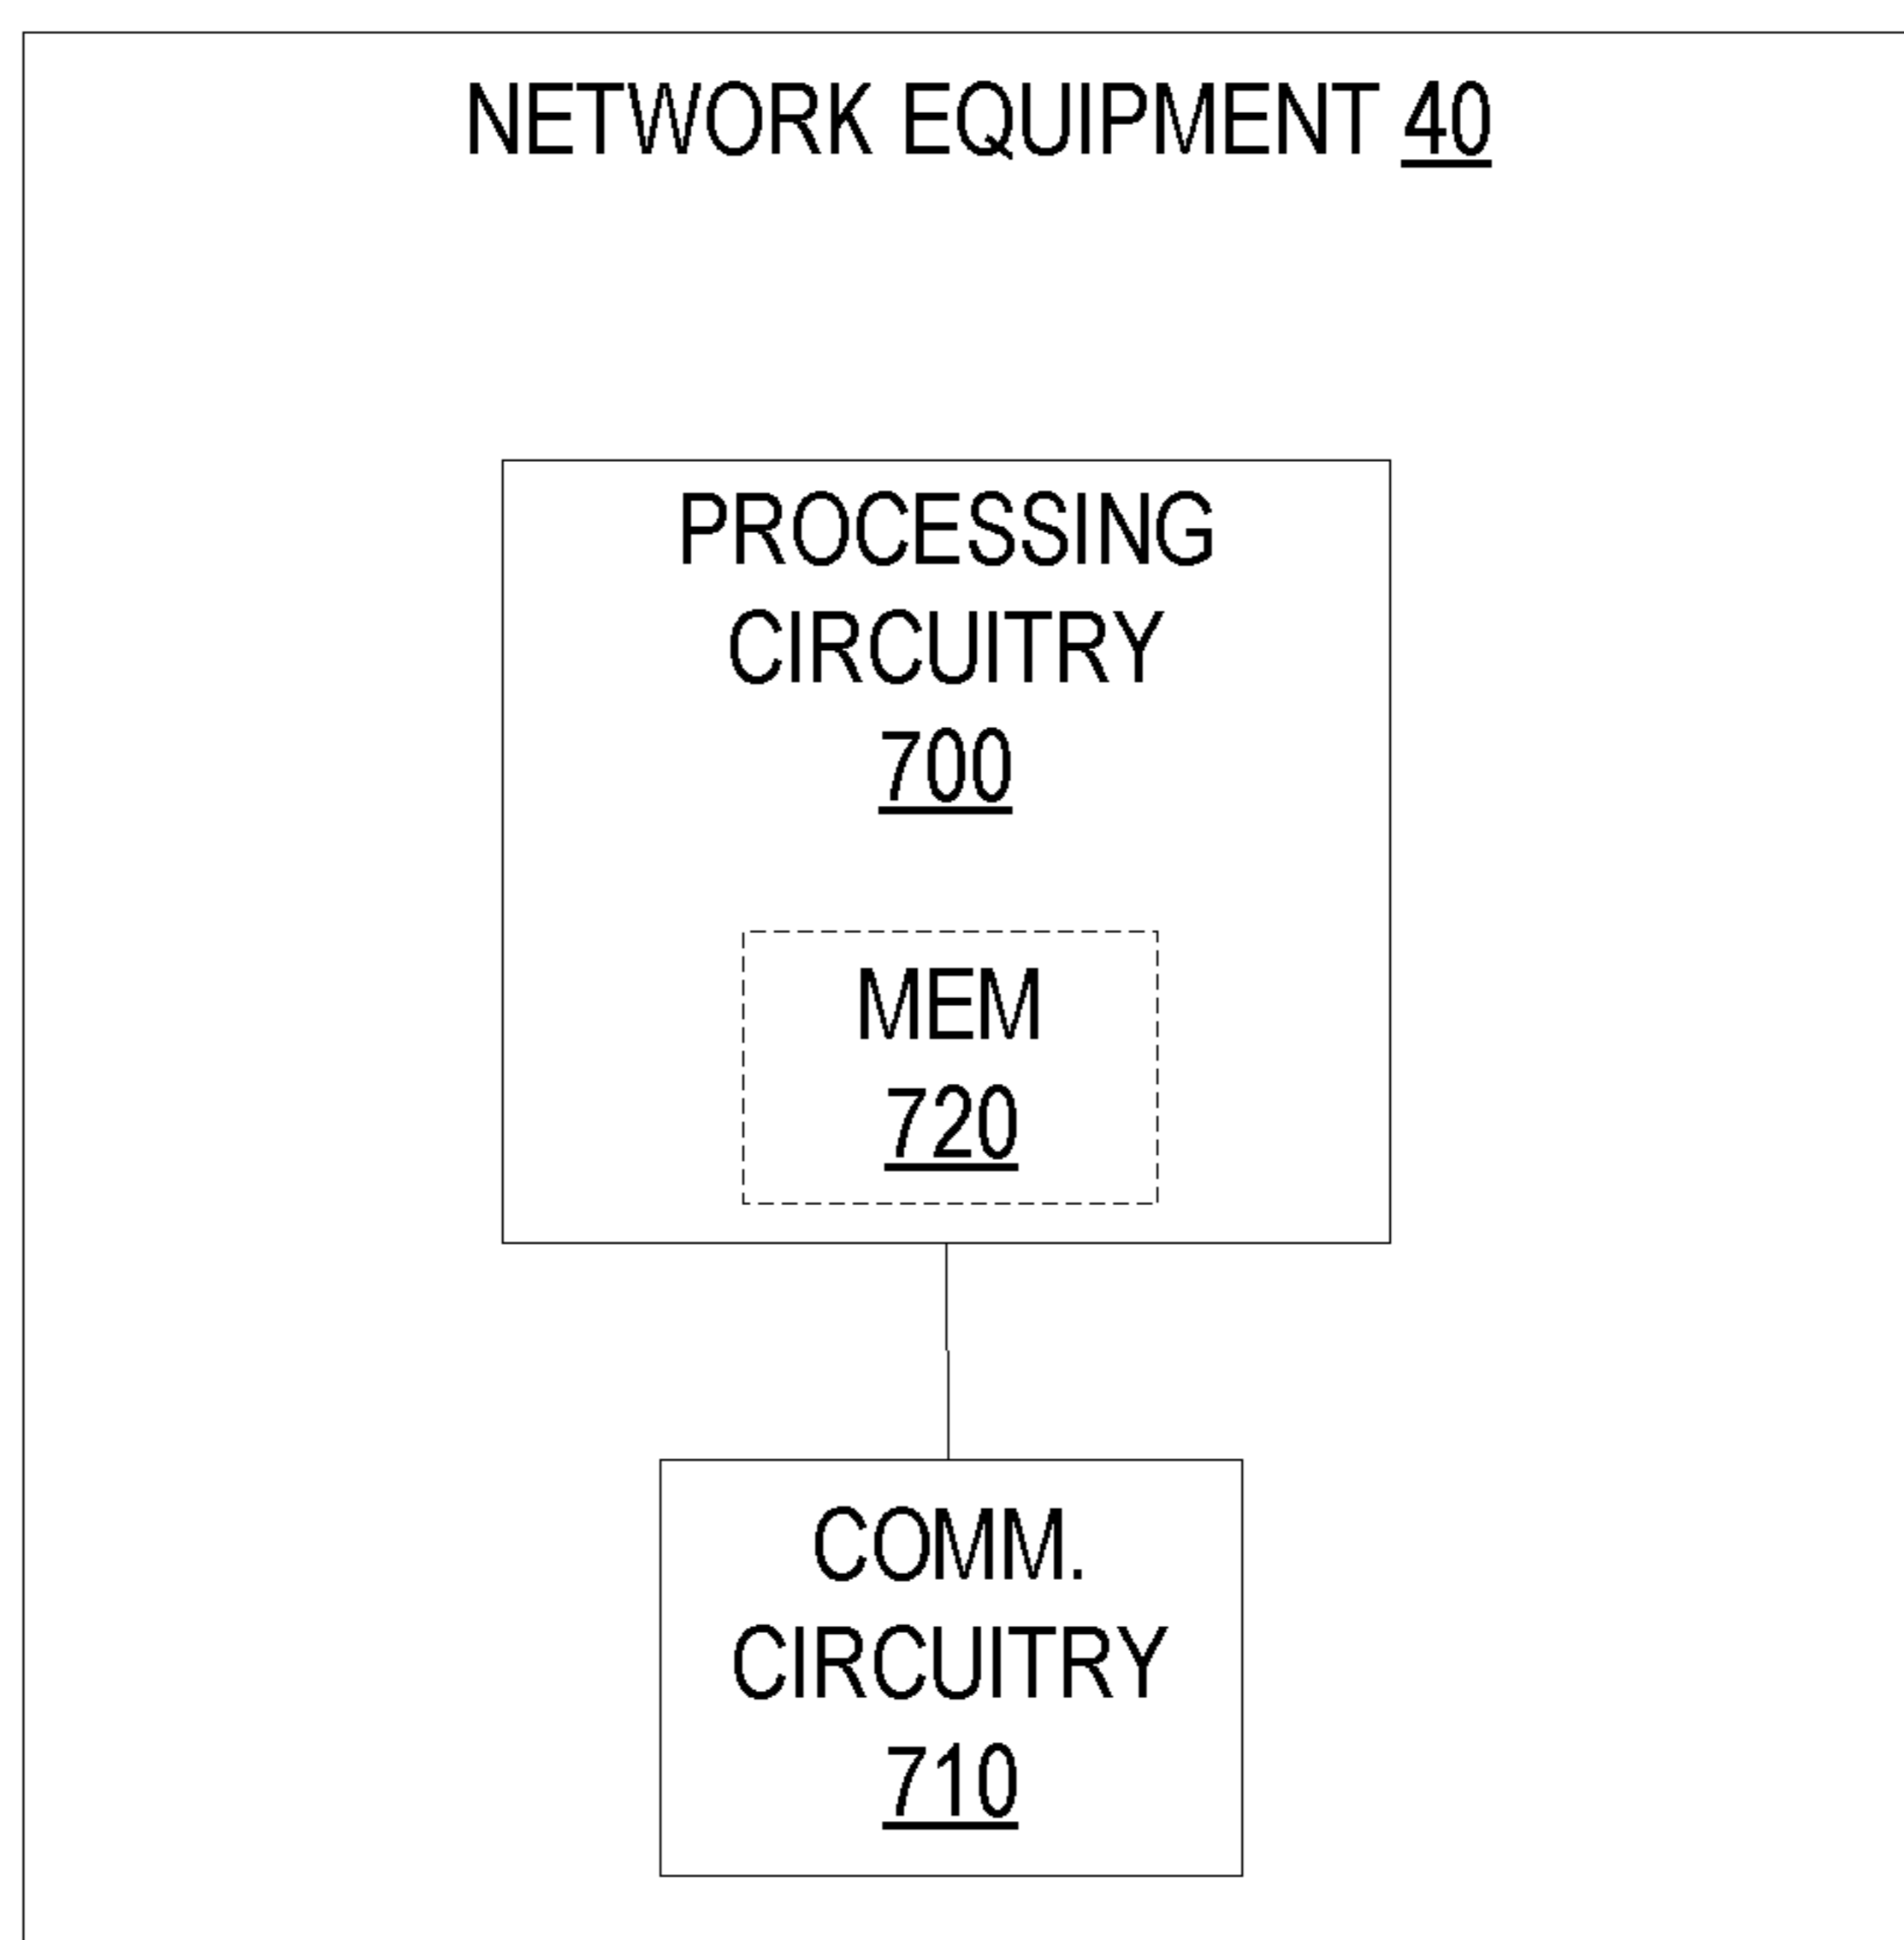 NETWORK EQUIPMENT 40
PROCESSING
CIRCUITRY
700
MEM
720
COMM.
CIRCUITRY
710